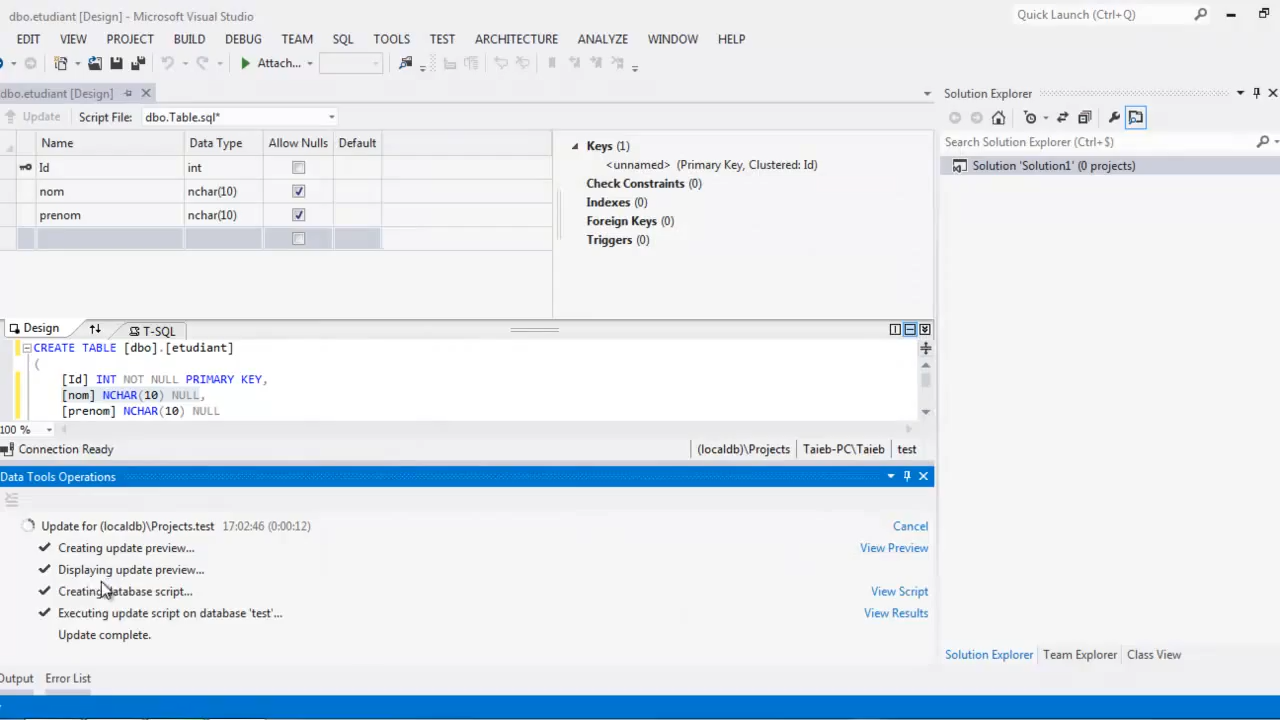 dbo.etudiant [Design] - Microsoft Visual Studio
Quick Launch (Ctrl+Q)
EDIT VIEW PROJECT BUILD DEBUG TEAM SQL TOOLS TEST ARCHITECTURE ANALYZE WINDOW HELP
Attach...
dbo.etudiant [Design]
Solution Explorer
Update Script File: dbo.Table.sql*
Name Data Type Allow Nulls Default
Search Solution Explorer (Ctrl+$)
Solution 'Solution1' (0 projects)
Id int
nom nchar(10)
prenom nchar(10)
Keys (1)
<unnamed> (Primary Key, Clustered: Id)
Check Constraints (0)
Indexes (0)
Foreign Keys (0)
Triggers (0)
Design T-SQL
CREATE TABLE [dbo].[etudiant]
(
[Id] INT NOT NULL PRIMARY KEY,
[nom] NCHAR(10) NULL,
[prenom] NCHAR(10) NULL
100 %
Connection Ready (localdb)\Projects Taieb-PC\Taieb test
Data Tools Operations
Update for (localdb)\Projects.test 17:02:46 (0:00:12) Cancel
Creating update preview... View Preview
Displaying update preview...
Creating database script... View Script
Executing update script on database 'test'... View Results
Update complete.
Solution Explorer Team Explorer Class View
Output Error List